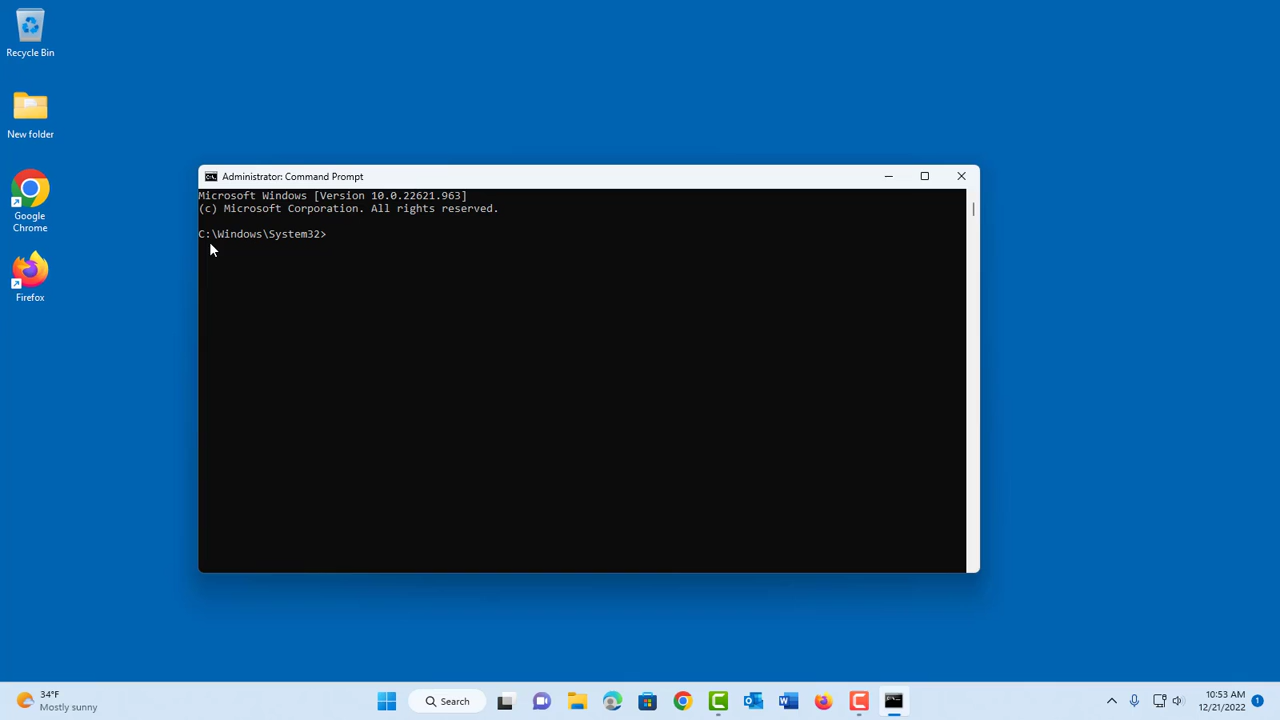 Recycle Bin
New folder
Google
Chrome
Firefox
Administrator: Command Prompt
Microsoft Windows [Version 10.0.22621.963]
(c) Microsoft Corporation. All rights reserved.
C:\Windows\System32>
34°F
Mostly sunny
Search
10:53 AM
12/21/2022
1